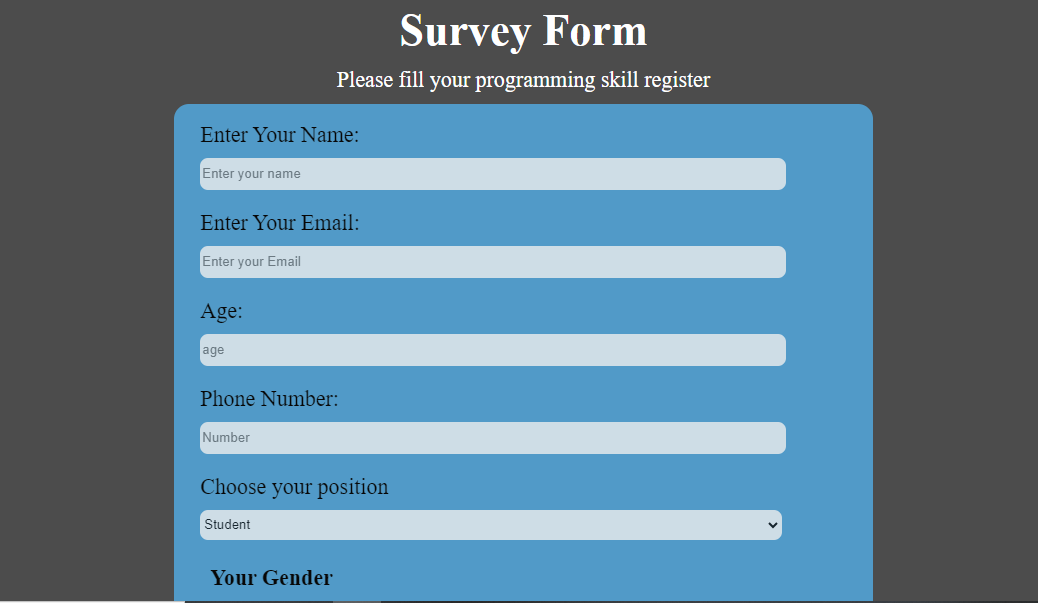 Survey Form
Please fill your programming skill register
Enter Your Name:
Enter your name
Enter Your Email:
Enter your Email
Age:
age
Phone Number:
Number
Choose your position
Student
Your Gender